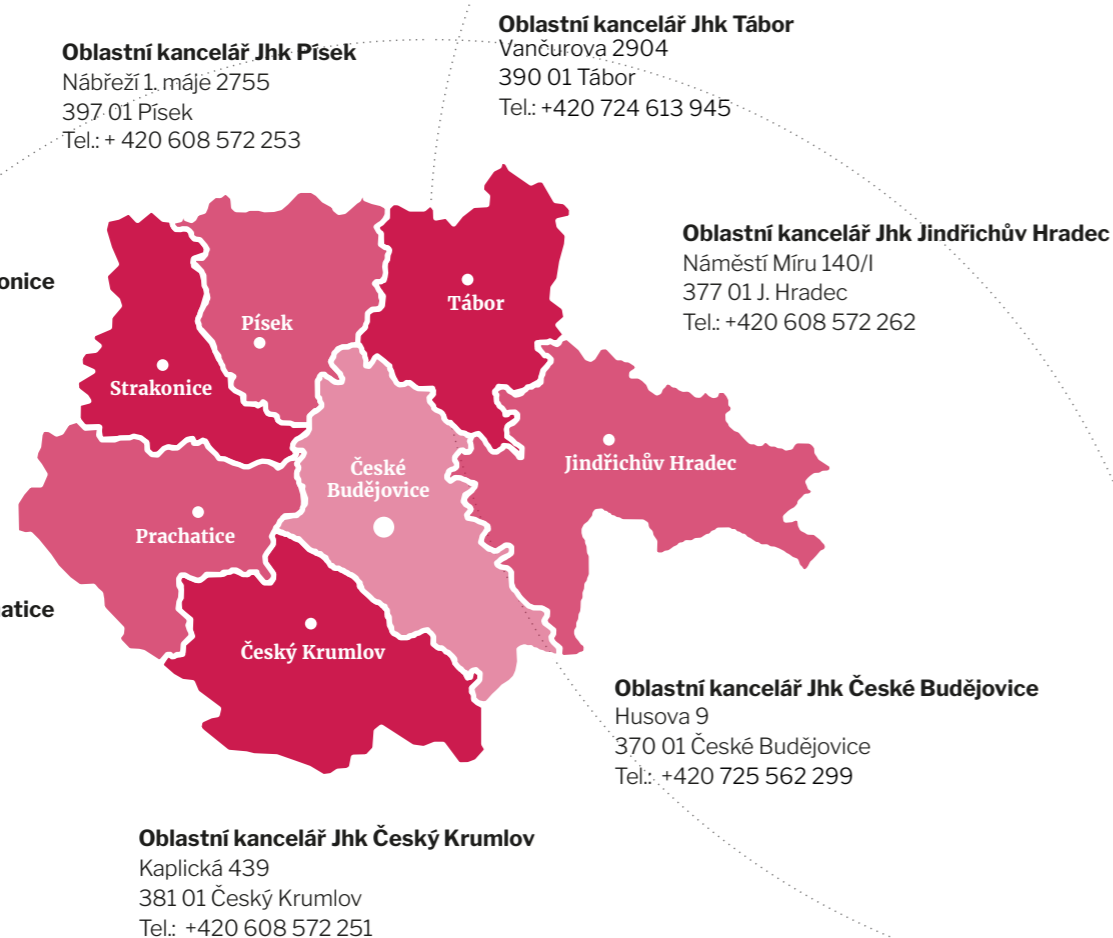 Oblastní kancelář Jhk Písek
Nábřeží 1. máje 2755
397 01 Písek
Tel.: + 420 608 572 253
Oblastní kancelář Jhk Tábor
Vančurova 2904
390 01 Tábor
Tel.: +420 724 613 945
Oblastní kancelář Jhk Jindřichův Hradec
Náměstí Míru 140/I
377 01 J. Hradec
Tel.: +420 608 572 262
onice
Tábor
Písek
Strakonice
Jindřichův Hradec
České
Budějovice
Prachatice
atice
Český Krumlov
Oblastní kancelář Jhk České Budějovice
Husova 9
370 01 České Budějovice
Tel.: +420 725 562 299
Oblastní kancelář Jhk Český Krumlov
Kaplická 439
381 01 Český Krumlov
Tel.: +420 608 572 251